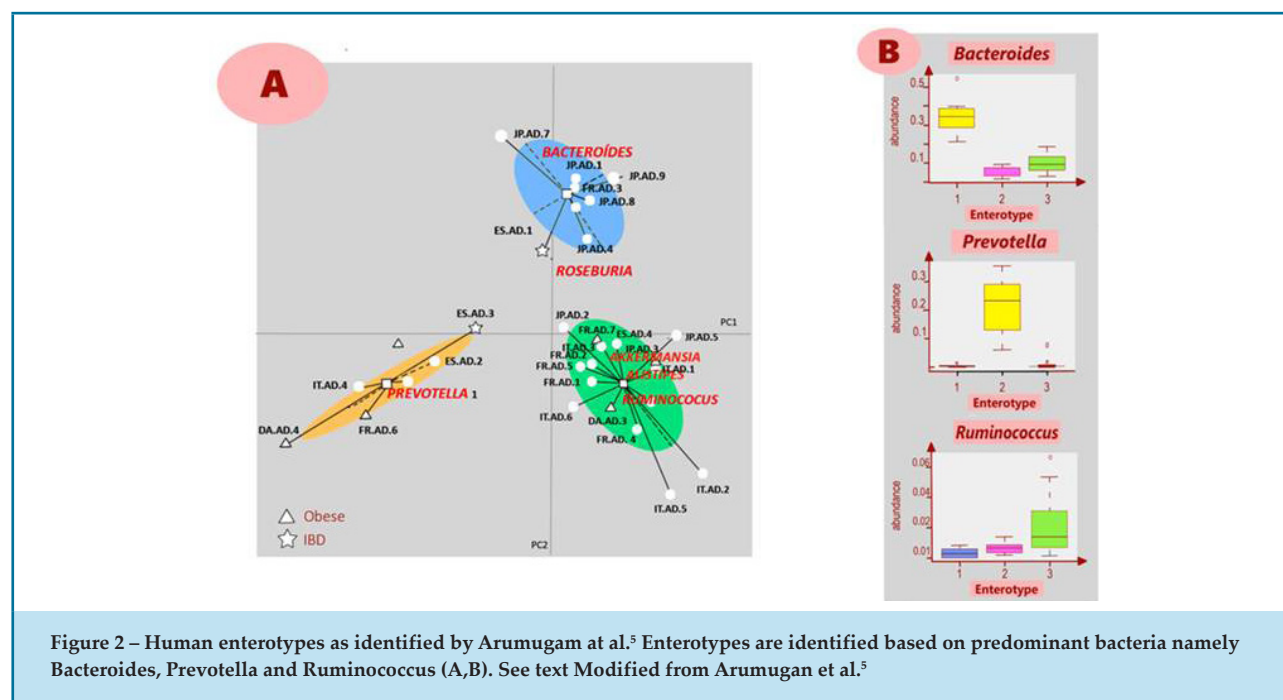 A
JP.AD.7
BACTEROÍDES
JP.AD.1
JP.AD.9
FR.AD.3
JP.AD.8
ES.AD.1
JP.AD.4
ROSEBURIA
ES.AD.3
JP.AD.2
PC1
FR.AD.7
ES.AD.4
JP.AD.5
IT.AD.3
JP.AD.3
FR.AD.2
AKKERMANSIA
ES.AD.2
FR.AD.5
IT.AD.1
ALISTIPES
IT.AD.4
FR.AD.1
PREVOTELLA 1
RUMINOCOCUS
IT.AD.6
DA.AD.3
DA.AD.4
FR.AD.6
FR.AD. 4
IT.AD.2
IT.AD.5
Obese
IBD
PC2
B
Bacteroides
abundance
0.5
0.3
0.1
1 2 3
Enterotype
Prevotella
abundance
0.3
0.2
0.1
1 2 3
Enterotype
Ruminococcus
abundance
0.06
0.04
0.02
0.01
1 2 3
Enterotype
Figure 2 – Human enterotypes as identified by Arumugam at al.⁵ Enterotypes are identified based on predominant bacteria namely
Bacteroides, Prevotella and Ruminococcus (A,B). See text Modified from Arumugan et al.⁵